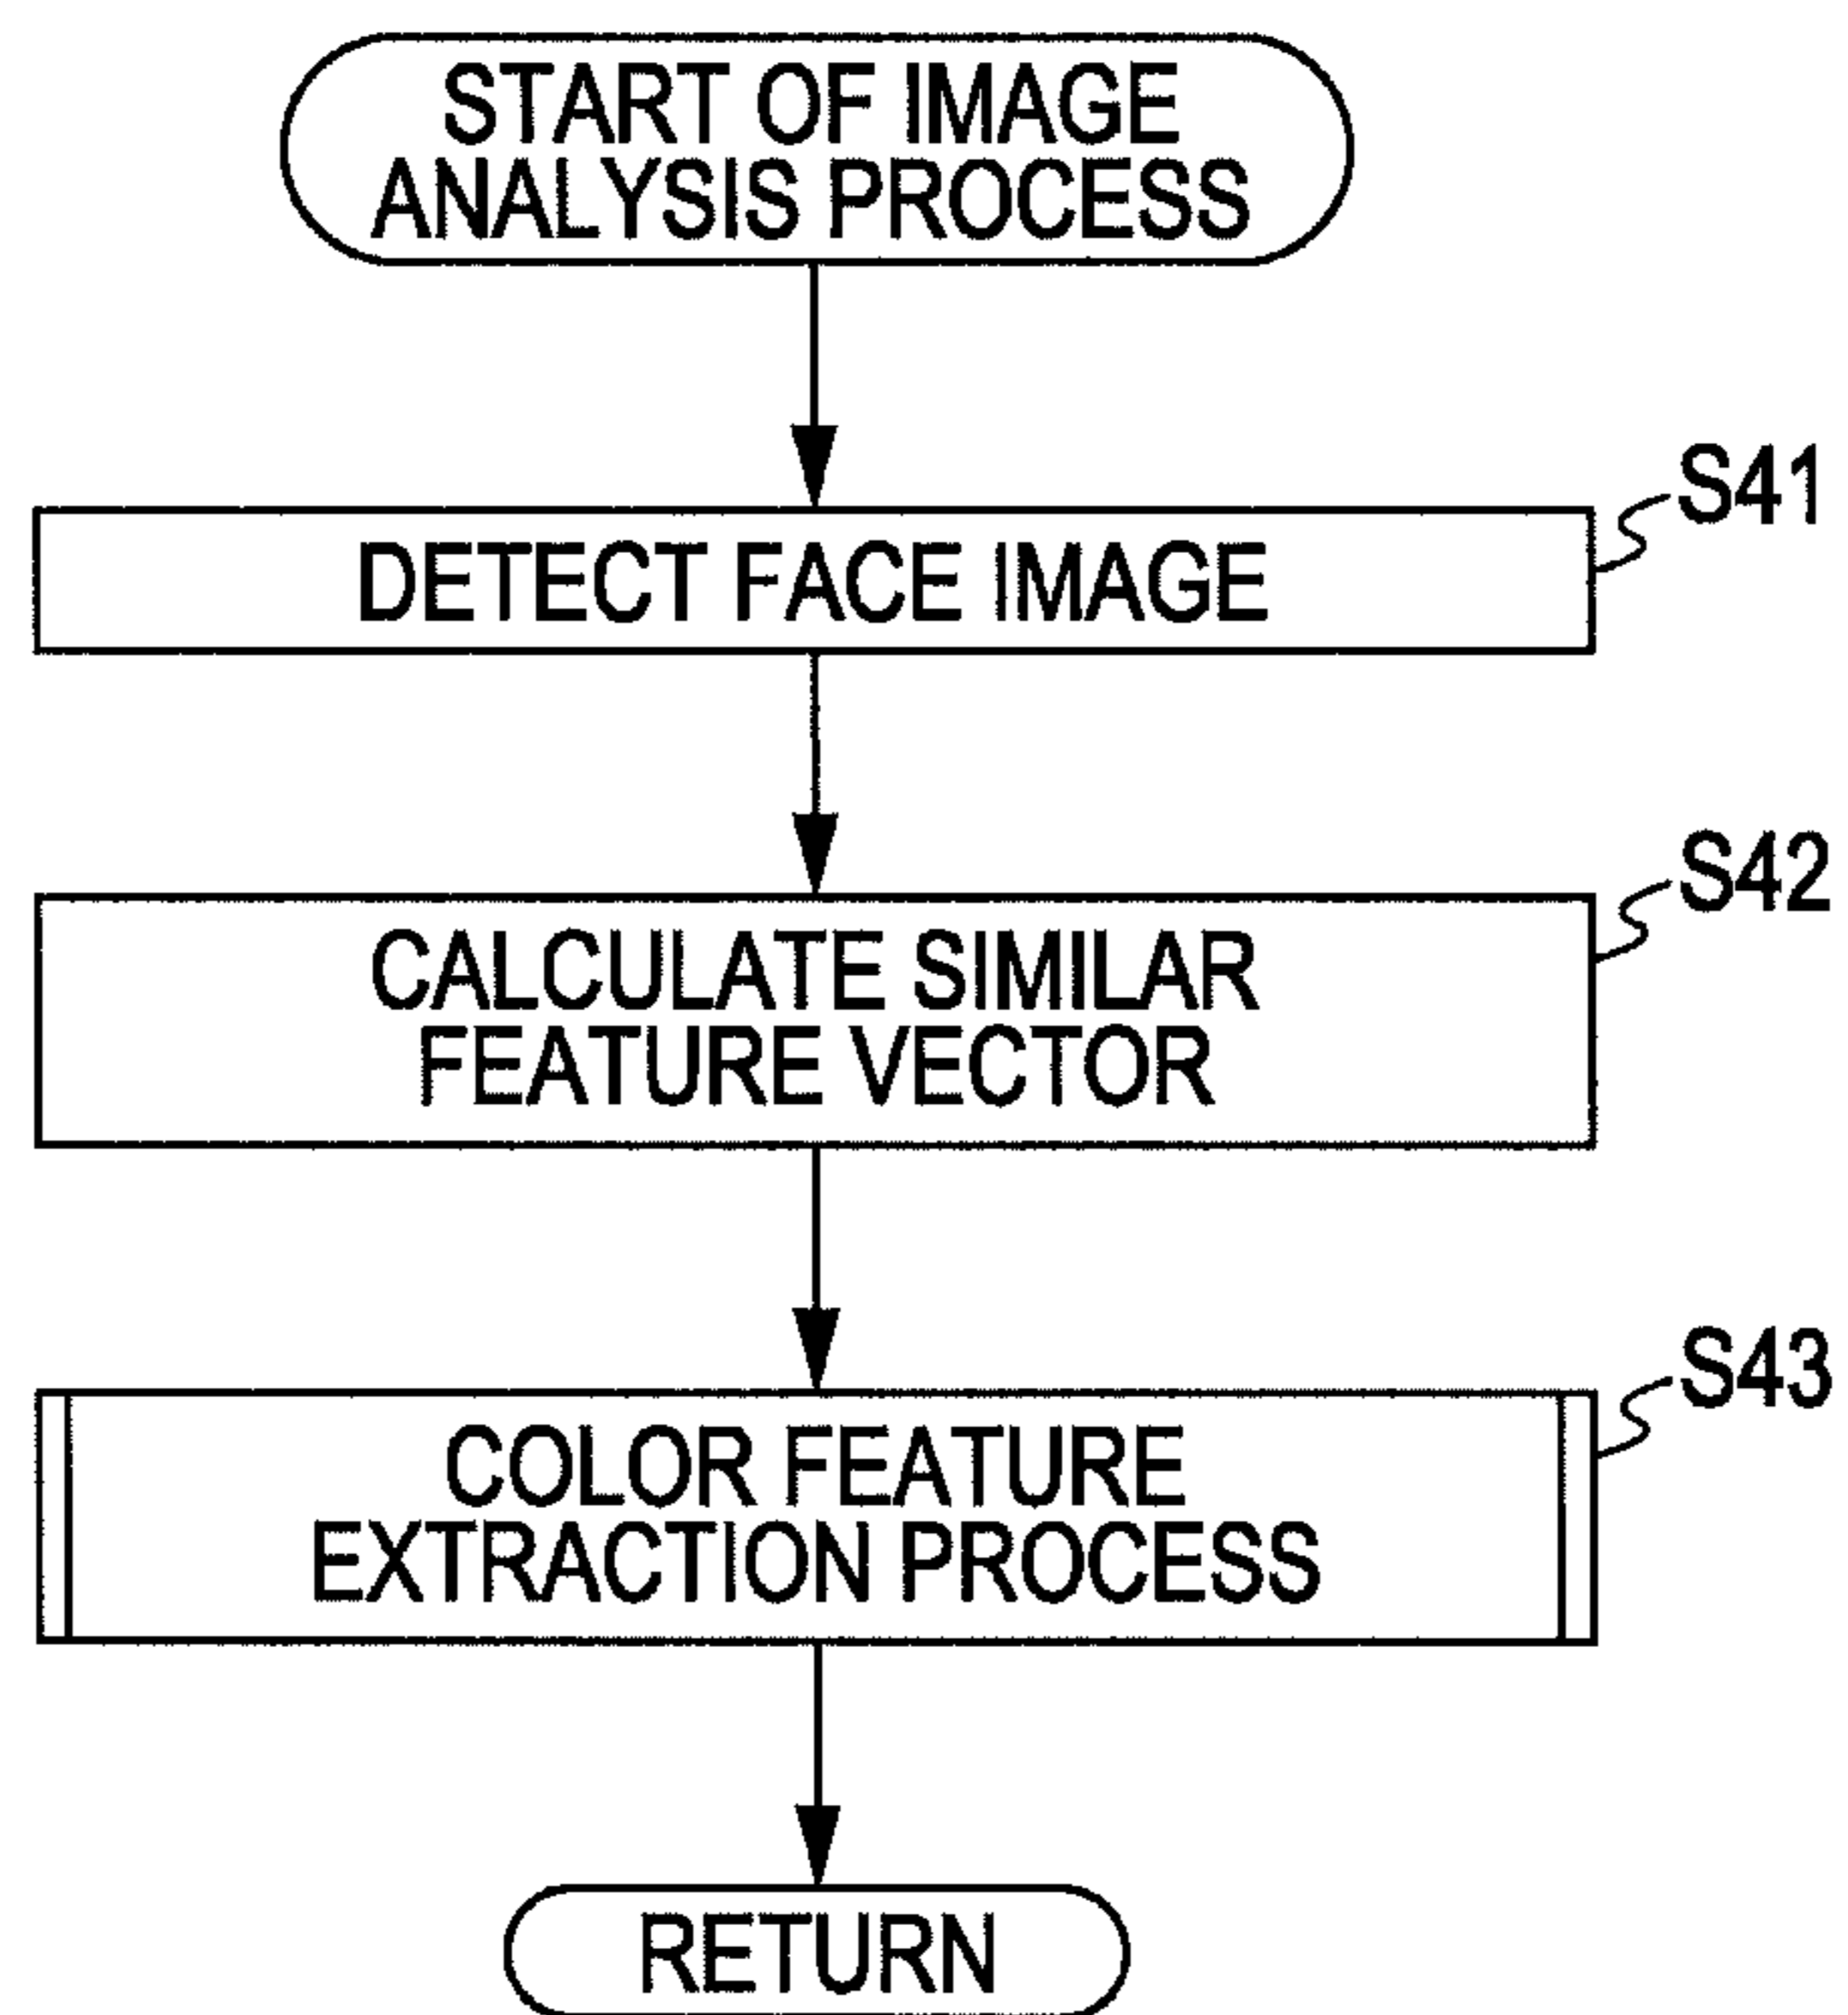 START OF IMAGE
ANALYSIS PROCESS
S41
DETECT FACE IMAGE
S42
CALCULATE SIMILAR
FEATURE VECTOR
S43
COLOR FEATURE
EXTRACTION PROCESS
RETURN